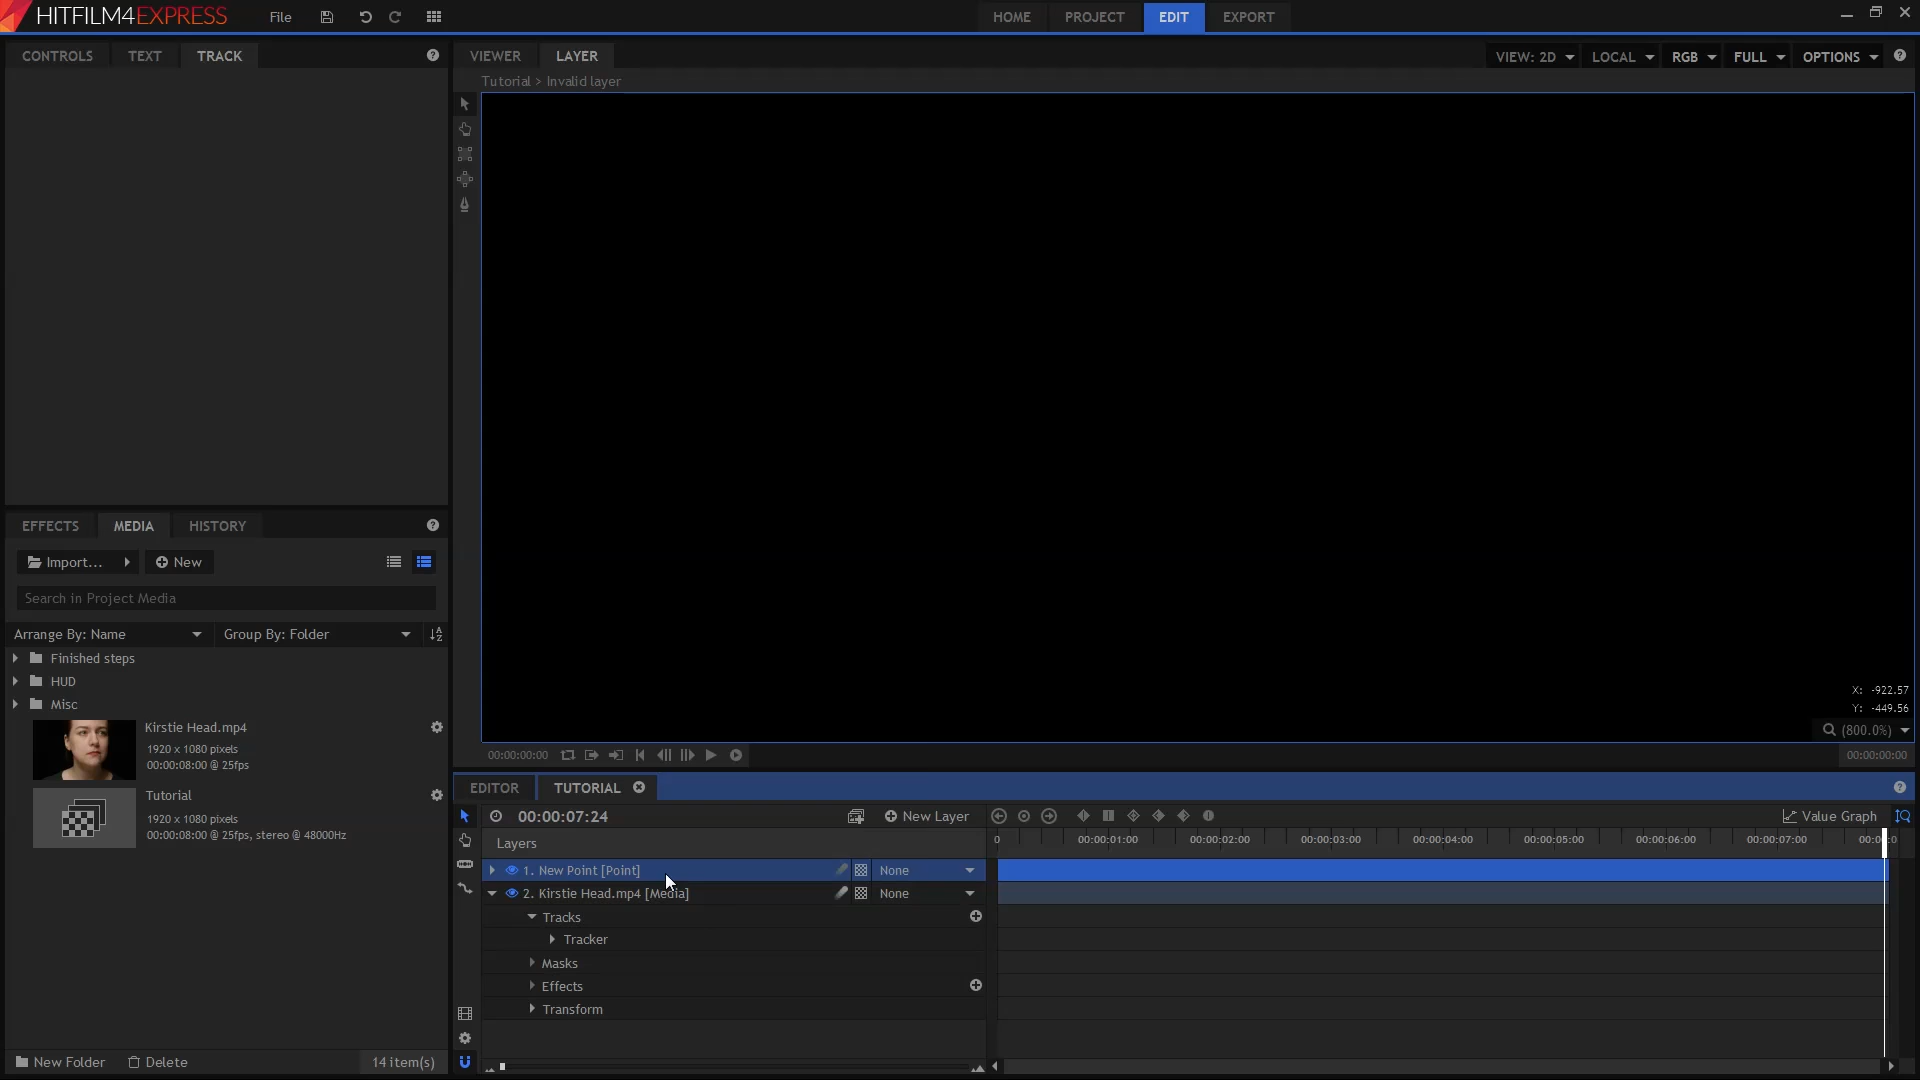 HITFILM4EXPRESS
File
HOME
PROJECT
EDIT
EXPORT
CONTROLS
TEXT
TRACK
VIEWER
LAYER
VIEW: 2D
LOCAL
RGB
FULL
OPTIONS
Tutorial > Invalid layer
X: -922.57
Y: -449.56
(800.0%)
00:00:00:00
00:00:00:00
EFFECTS
MEDIA
HISTORY
Import...
New
Search in Project Media
Arrange By: Name
Group By: Folder
Finished steps
HUD
Misc
Kirstie Head.mp4
1920 x 1080 pixels
00:00:08:00 @ 25fps
Tutorial
1920 x 1080 pixels
00:00:08:00 @ 25fps, stereo @ 48000Hz
New Folder
Delete
14 item(s)
EDITOR
TUTORIAL
00:00:07:24
New Layer
Value Graph
Layers
0
00:00:01:00
00:00:02:00
00:00:03:00
00:00:04:00
00:00:05:00
00:00:06:00
00:00:07:00
1. New Point [Point]
None
2. Kirstie Head.mp4 [Media]
None
Tracks
Tracker
Masks
Effects
Transform